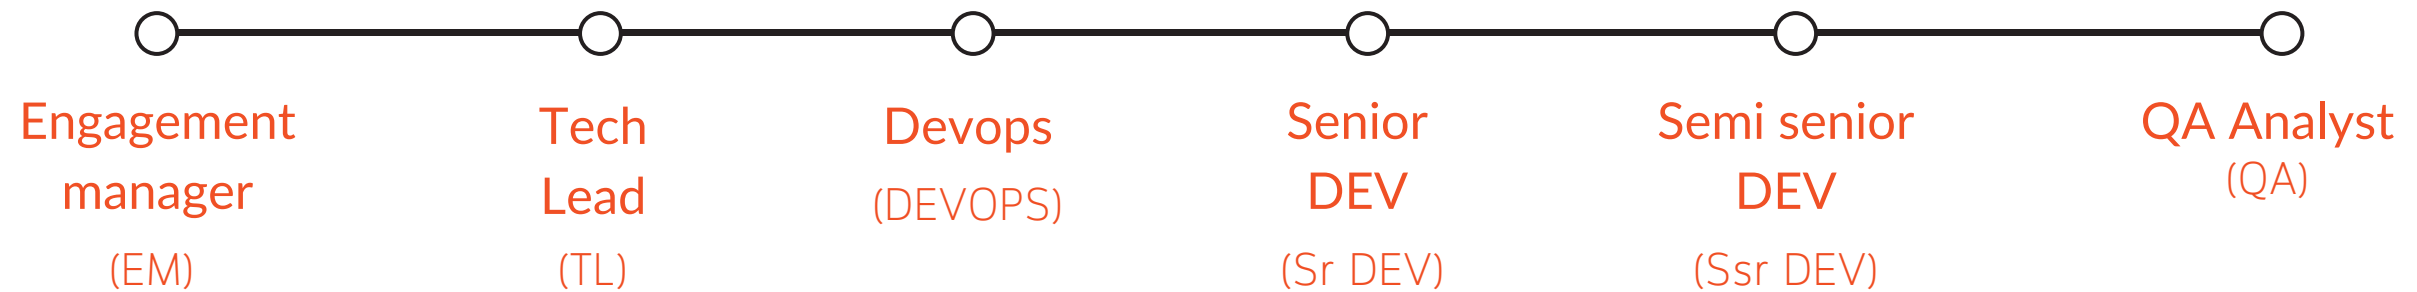 Engagement
manager
(EM)
Tech
Lead
(TL)
Devops
(DEVOPS)
Senior
DEV
(Sr DEV)
Semi senior
DEV
(Ssr DEV)
QA Analyst
(QA)